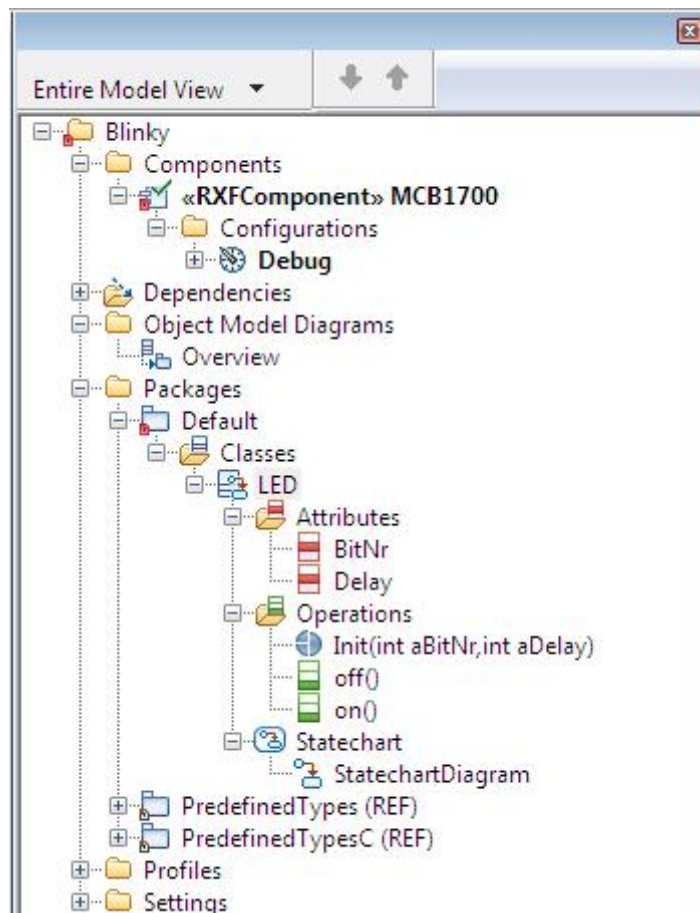 Entire Model View
Blinky
Components
«RXFComponent» MCB1700
Configurations
Debug
Dependencies
Object Model Diagrams
Overview
Packages
Default
Classes
LED
Attributes
BitNr
Delay
Operations
Init(int aBitNr,int aDelay)
off()
on()
Statechart
StatechartDiagram
PredefinedTypes (REF)
PredefinedTypesC (REF)
Profiles
Settings